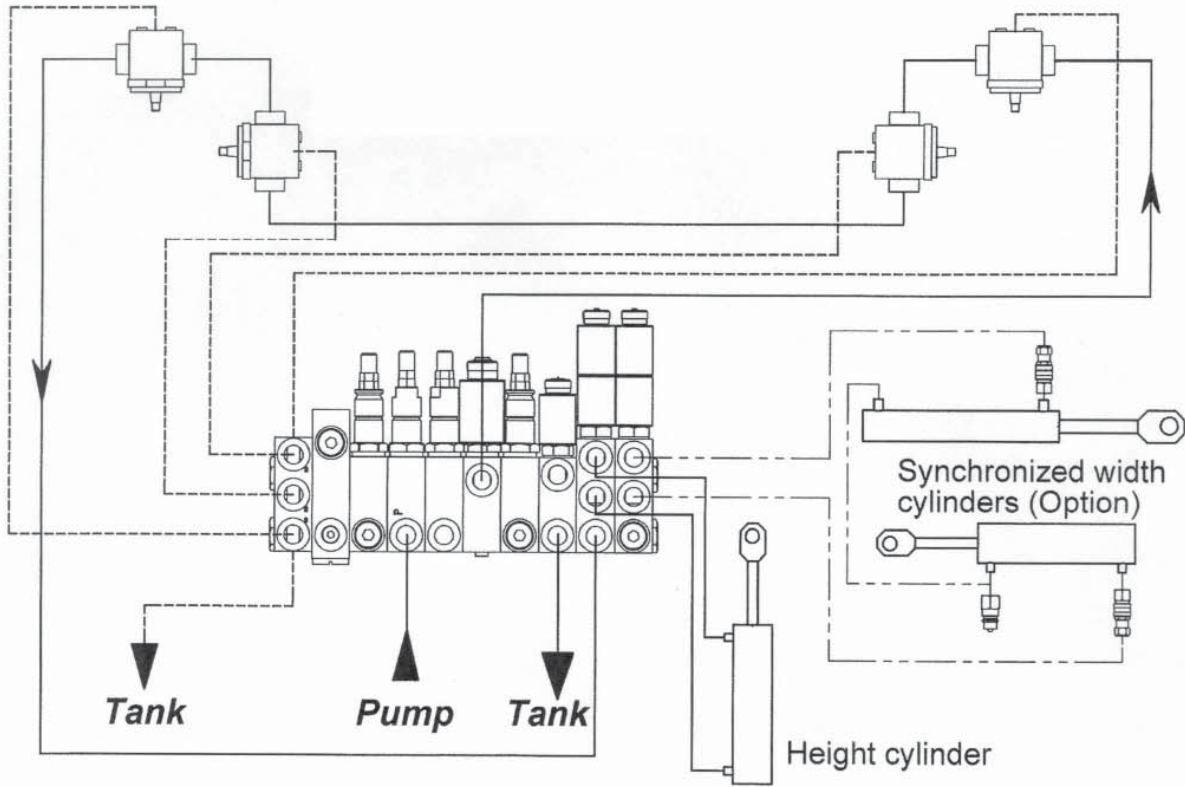 Synchronized width
cylinders (Option)
P
Tank
Pump
Tank
Height cylinder